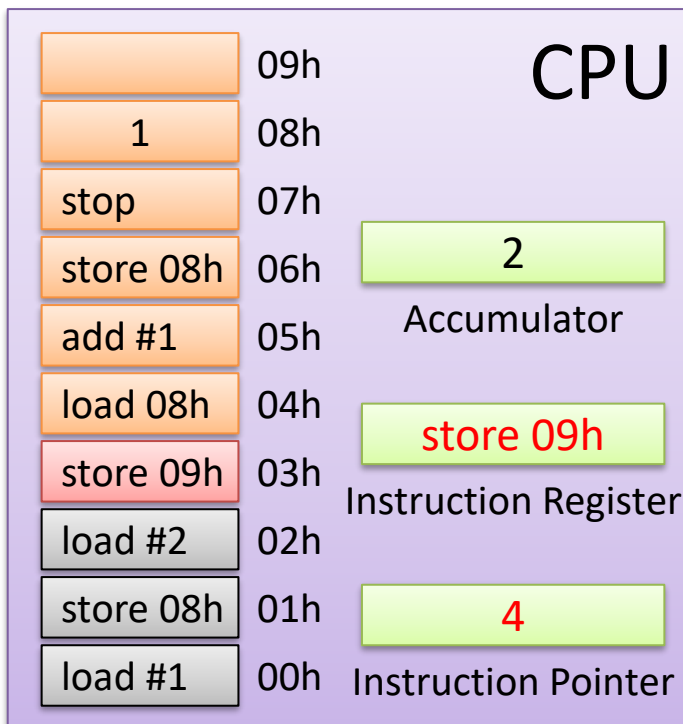 CPU
09h
1 08h
stop 07h
store 08h 06h
add #1 05h
load 08h 04h
store 09h 03h
load #2 02h
store 08h 01h
load #1 00h
2
Accumulator
store 09h
Instruction Register
4
Instruction Pointer